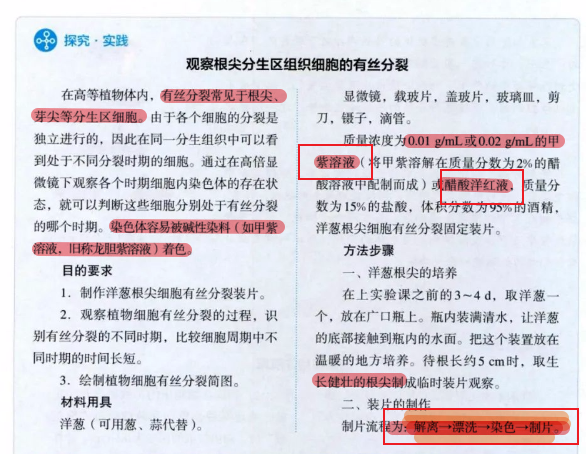 探究·实践
观察根尖分生区组织细胞的有丝分裂
在高等植物体内，有丝分裂常见于根尖、
芽尖等分生区细胞。由于各个细胞的分裂是
独立进行的，因此在同一分生组织中可以看
到处于不同分裂时期的细胞。通过在高倍显
微镜下观察各个时期细胞内染色体的存在状
态，就可以判断这些细胞分别处于有丝分裂
的哪个时期。染色体容易被碱性染料（如甲紫
溶液，旧称龙胆紫溶液）着色。
目的要求
1．制作洋葱根尖细胞有丝分裂装片。
2．观察植物细胞有丝分裂的过程，识
别有丝分裂的不同时期，比较细胞周期中不
同时期的时间长短。
3．绘制植物细胞有丝分裂简图。
材料用具
洋葱（可用葱、蒜代替）。
显微镜，载玻片，盖玻片，玻璃皿，剪
刀，镊子，滴管。
质量浓度为0.01 g/mL或0.02 g/mL的甲
紫溶液（将甲紫溶解在质量分数为2%的醋
酸溶液中配制而成）或醋酸洋红液，质量分
数为15%的盐酸，体积分数为95%的酒精，
洋葱根尖细胞有丝分裂固定装片。
方法步骤
一、洋葱根尖的培养
在上实验课之前的3～4 d，取洋葱一
个，放在广口瓶上。瓶内装满清水，让洋葱
的底部接触到瓶内的水面。把这个装置放在
温暖的地方培养。待根长约5 cm时，取生
长健壮的根尖制成临时装片观察。
二、装片的制作
制片流程为：解离→漂洗→染色→制片。